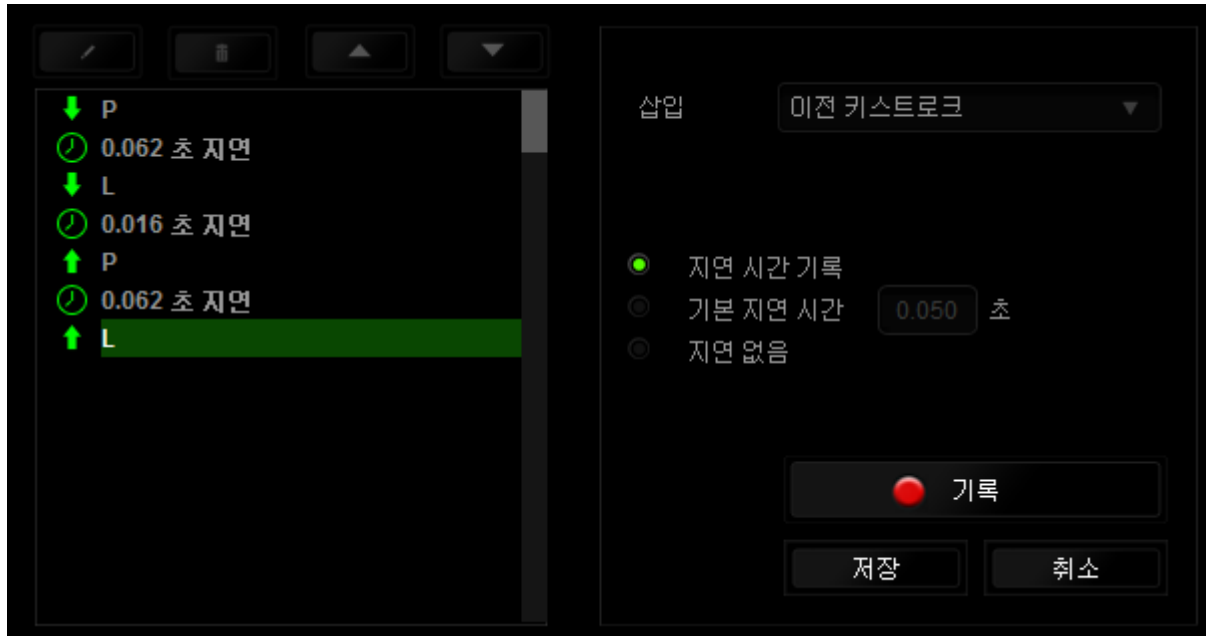 P
0.062 초 지연
L
0.016 초 지연
P
0.062 초 지연
L
삽입 이전 키스트로크
지연 시간 기록
기본 지연 시간 0.050 초
지연 없음
기록
저장 취소